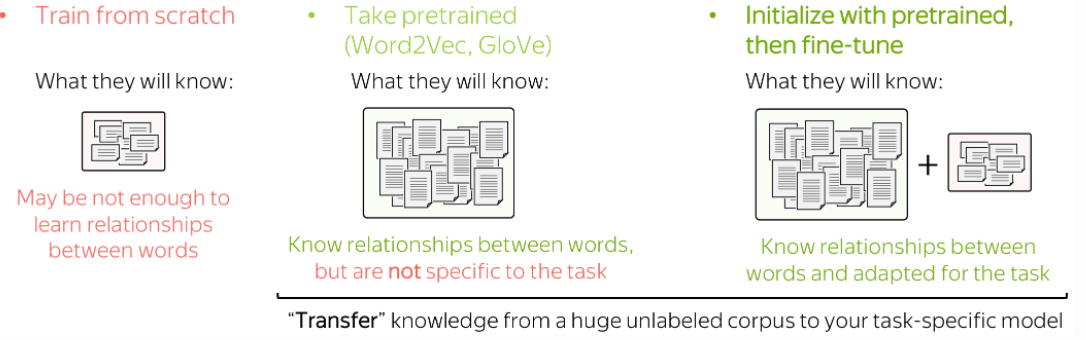 • Train from scratch
What they will know:
May be not enough to
learn relationships
between words
• Take pretrained
(Word2Vec, GloVe)
What they will know:
Know relationships between words,
but are not specific to the task
• Initialize with pretrained,
then fine-tune
What they will know:
+
Know relationships between
words and adapted for the task
“Transfer” knowledge from a huge unlabeled corpus to your task-specific model